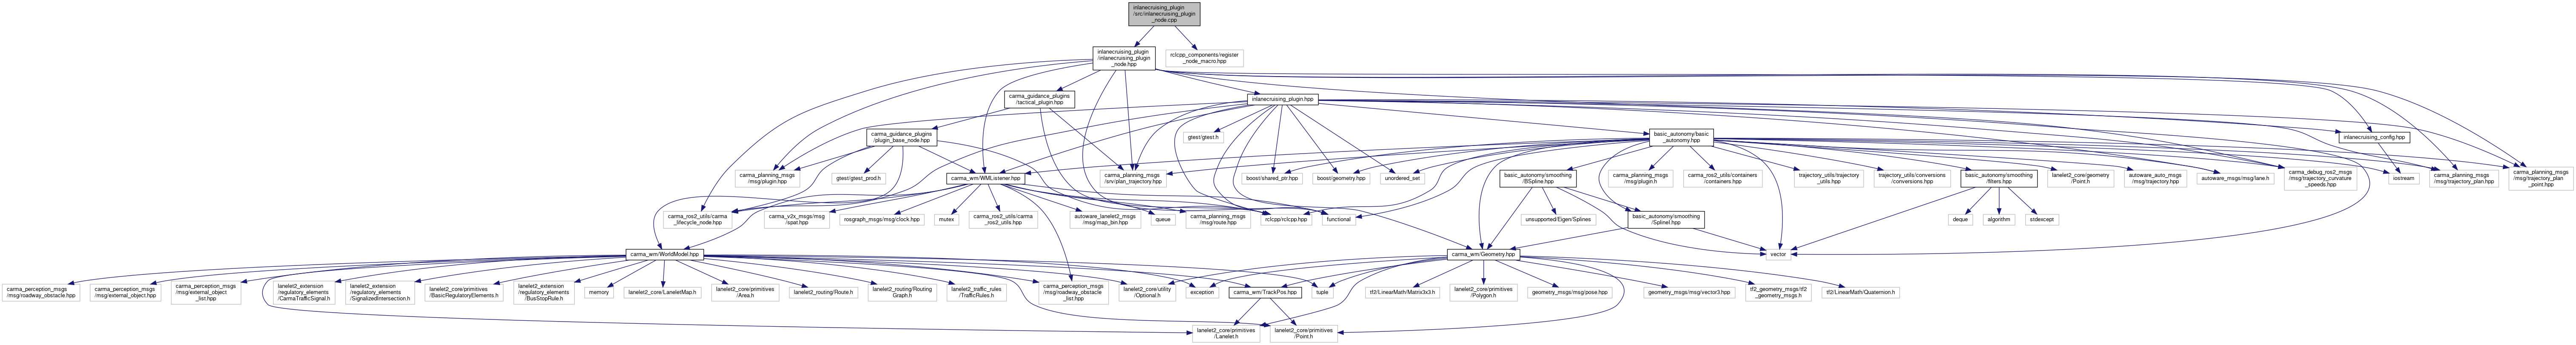 inlanecruising_plugin
/src/inlanecruising_plugin
_node.cpp
inlanecruising_plugin
/inlanecruising_plugin
_node.hpp
rclcpp_components/register
_node_macro.hpp
carma_guidance_plugins
/tactical_plugin.hpp
inlanecruising_plugin.hpp
carma_guidance_plugins
/plugin_base_node.hpp
gtest/gtest.h
basic_autonomy/basic
_autonomy.hpp
inlanecruising_config.hpp
carma_planning_msgs
/msg/plugin.hpp
gtest/gtest_prod.h
carma_wm/WMListener.hpp
carma_planning_msgs
/srv/plan_trajectory.hpp
boost/shared_ptr.hpp
boost/geometry.hpp
unordered_set
basic_autonomy/smoothing
/BSpline.hpp
carma_planning_msgs
/msg/plugin.h
carma_ros2_utils/containers
/containers.hpp
trajectory_utils/trajectory
_utils.hpp
trajectory_utils/conversions
/conversions.hpp
basic_autonomy/smoothing
/filters.hpp
lanelet2_core/geometry
/Point.h
autoware_auto_msgs
/msg/trajectory.hpp
autoware_msgs/msg/lane.h
carma_debug_ros2_msgs
/msg/trajectory_curvature
_speeds.hpp
iostream
carma_planning_msgs
/msg/trajectory_plan.hpp
carma_planning_msgs
/msg/trajectory_plan
_point.hpp
carma_ros2_utils/carma
_lifecycle_node.hpp
carma_v2x_msgs/msg
/spat.hpp
rosgraph_msgs/msg/clock.hpp
mutex
carma_ros2_utils/carma
_ros2_utils.hpp
autoware_lanelet2_msgs
/msg/map_bin.hpp
queue
carma_planning_msgs
/msg/route.hpp
rclcpp/rclcpp.hpp
functional
unsupported/Eigen/Splines
basic_autonomy/smoothing
/SplineI.hpp
deque
algorithm
stdexcept
carma_wm/WorldModel.hpp
carma_wm/Geometry.hpp
vector
carma_perception_msgs
/msg/roadway_obstacle.hpp
carma_perception_msgs
/msg/external_object.hpp
carma_perception_msgs
/msg/external_object
_list.hpp
lanelet2_extension
/regulatory_elements
/CarmaTrafficSignal.h
lanelet2_extension
/regulatory_elements
/SignalizedIntersection.h
lanelet2_core/primitives
/BasicRegulatoryElements.h
lanelet2_extension
/regulatory_elements
/BusStopRule.h
memory
lanelet2_core/LaneletMap.h
lanelet2_core/primitives
/Area.h
lanelet2_routing/Route.h
lanelet2_routing/Routing
Graph.h
lanelet2_traffic_rules
/TrafficRules.h
carma_perception_msgs
/msg/roadway_obstacle
_list.hpp
lanelet2_core/utility
/Optional.h
exception
carma_wm/TrackPos.hpp
tuple
tf2/LinearMath/Matrix3x3.h
lanelet2_core/primitives
/Polygon.h
geometry_msgs/msg/pose.hpp
geometry_msgs/msg/vector3.hpp
tf2_geometry_msgs/tf2
_geometry_msgs.h
tf2/LinearMath/Quaternion.h
lanelet2_core/primitives
/Lanelet.h
lanelet2_core/primitives
/Point.h